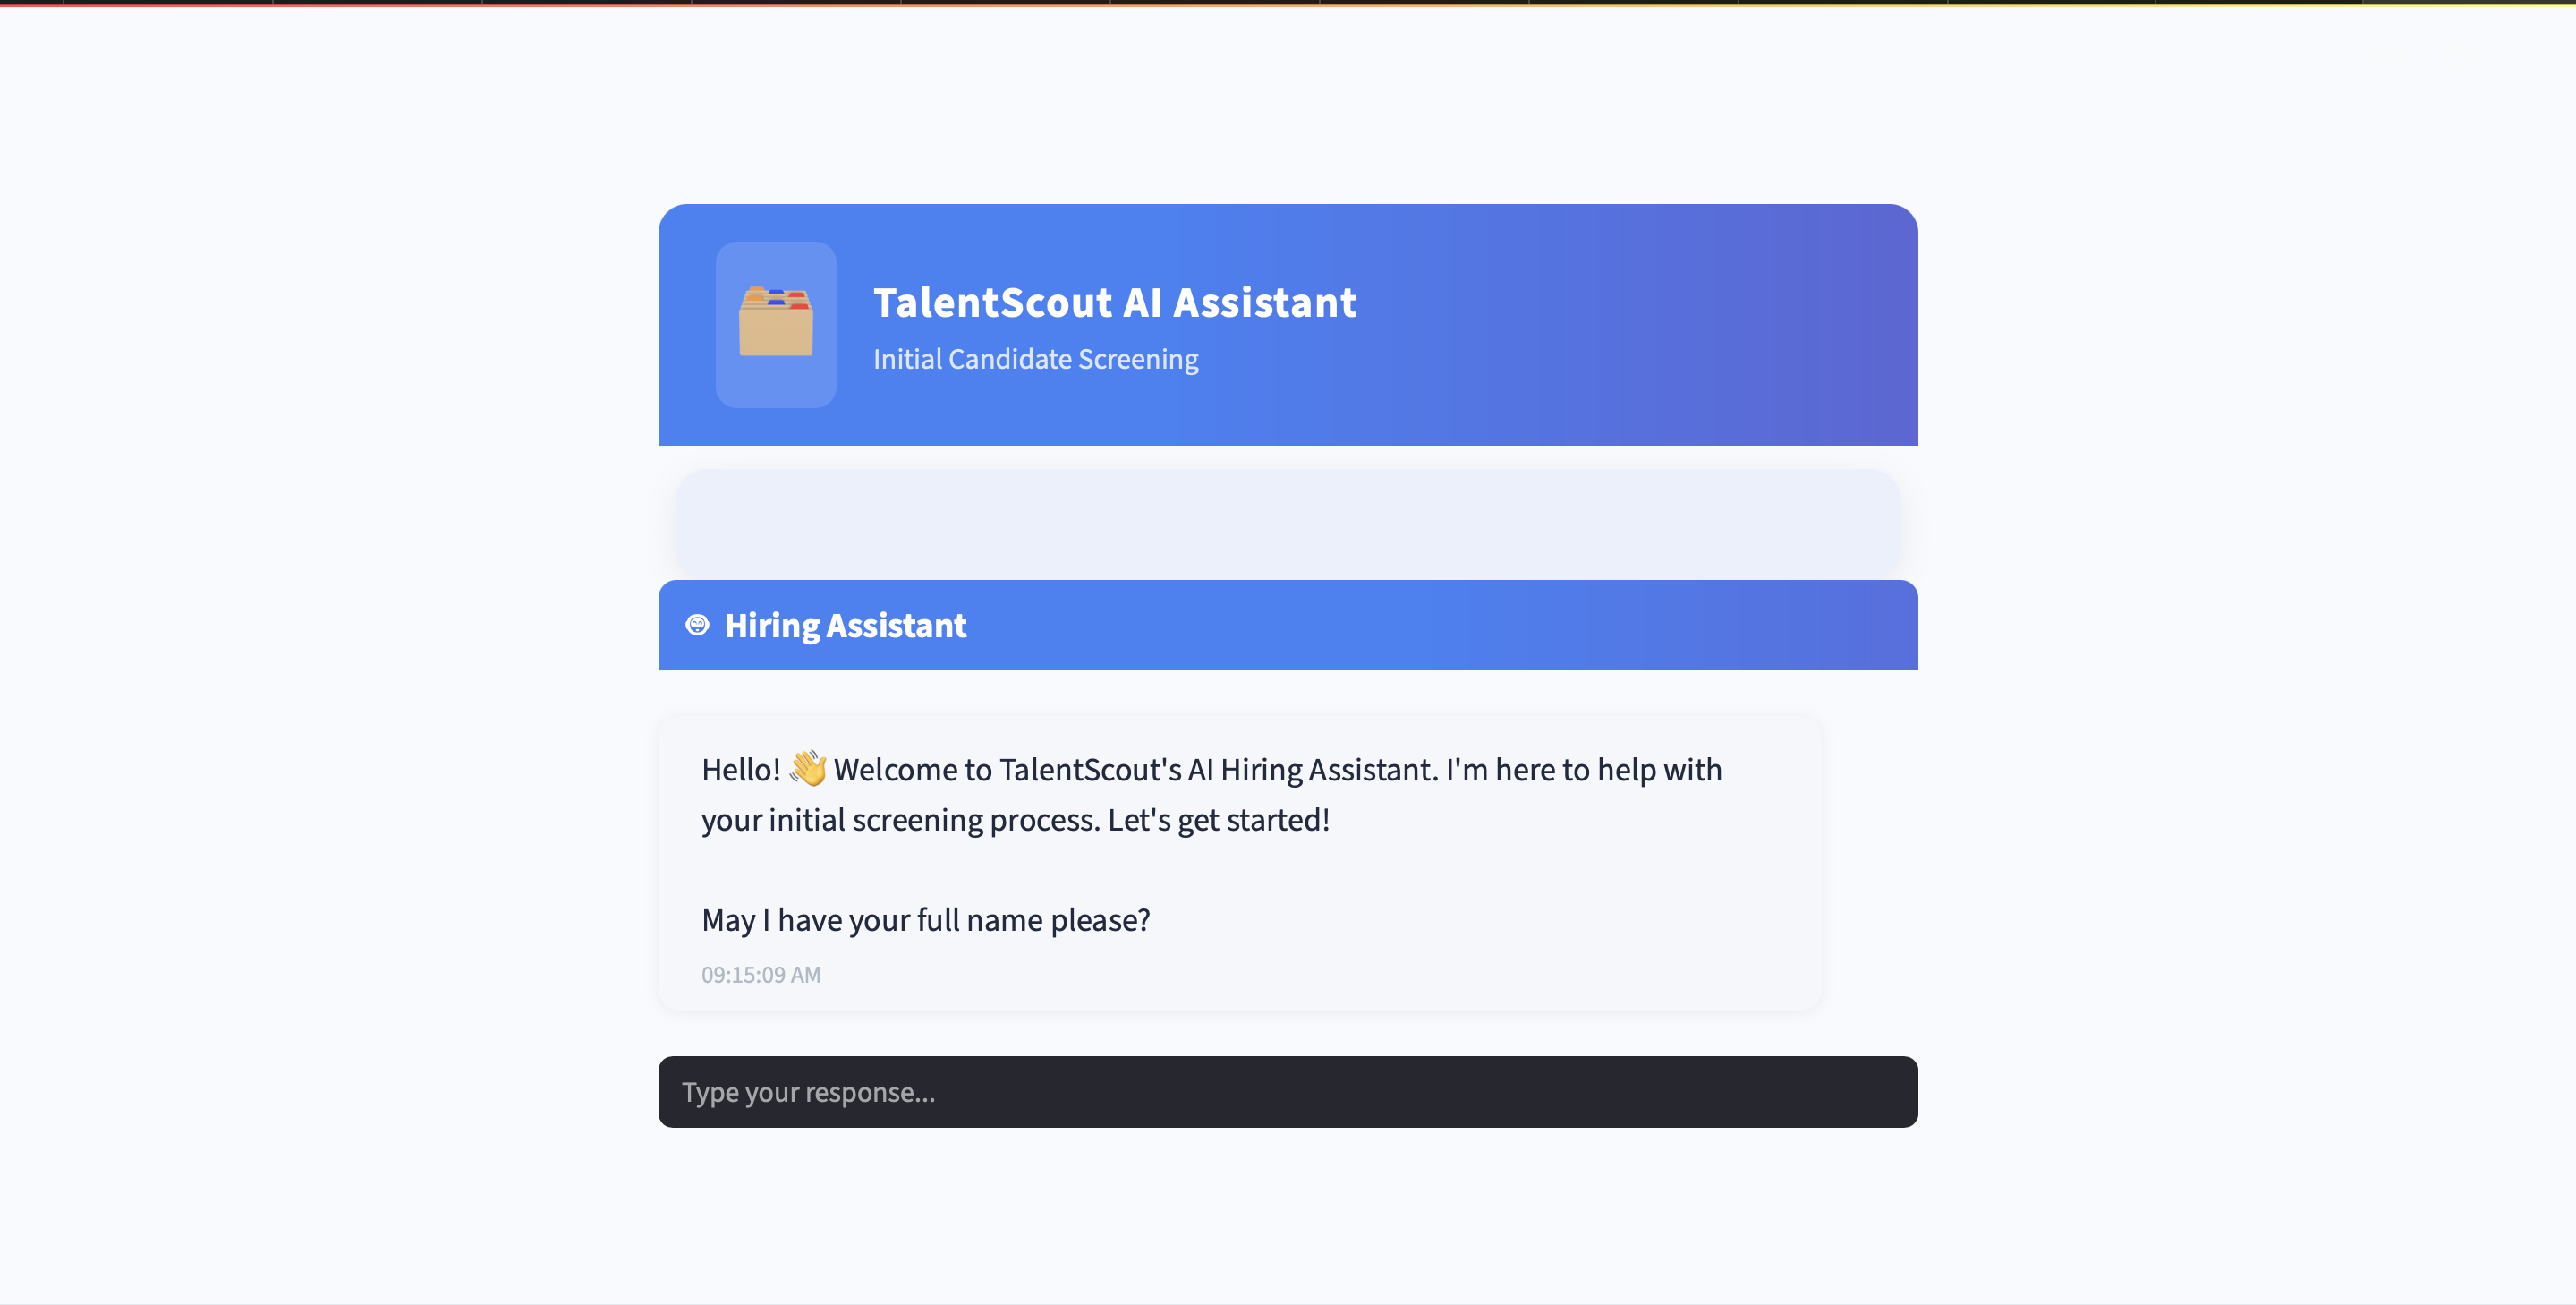 TalentScout AI Assistant
Initial Candidate Screening
Hiring Assistant
Hello! 👋 Welcome to TalentScout's AI Hiring Assistant. I'm here to help with
your initial screening process. Let's get started!
May I have your full name please?
09:15:09 AM
Type your response...